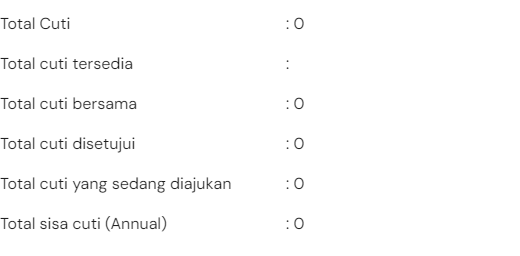 Total Cuti : 0
Total cuti tersedia :
Total cuti bersama : 0
Total cuti disetujui : 0
Total cuti yang sedang diajukan : 0
Total sisa cuti (Annual) : 0